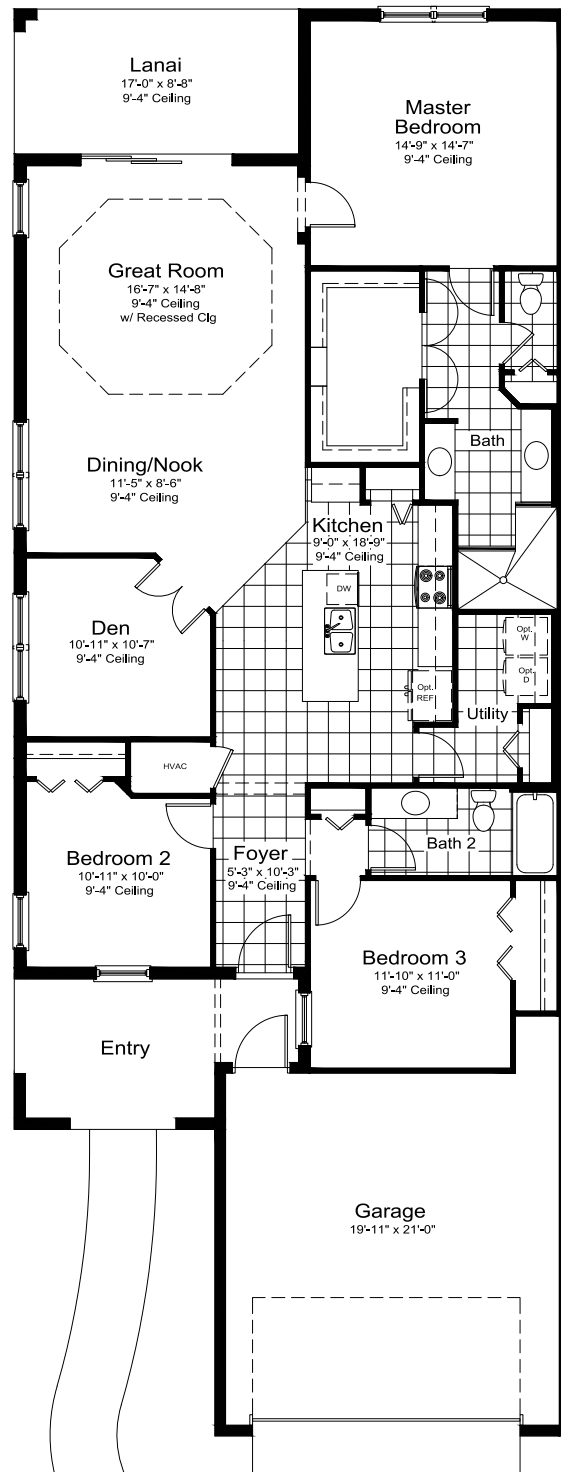 Lanai
17'-0" x 8'-8"
9'-4" Ceiling
Master
Bedroom
14'-9" x 14'-7"
9'-4" Ceiling
Great Room
16'-7" x 14'-8"
9'-4" Ceiling
w/ Recessed Clg
Bath
Dining/Nook
11'-5" x 8'-6"
9'-4" Ceiling
Kitchen
9'-0" x 18'-9"
9'-4" Ceiling
DW
Den
10'-11" x 10'-7"
9'-4" Ceiling
Opt.
W
Opt.
D
Opt.
REF
Utility
HVAC
Bedroom 2
10'-11" x 10'-0"
9'-4" Ceiling
Foyer
5'-3" x 10'-3"
9'-4" Ceiling
Bath 2
Bedroom 3
11'-10" x 11'-0"
9'-4" Ceiling
Entry
Garage
19'-11" x 21'-0"